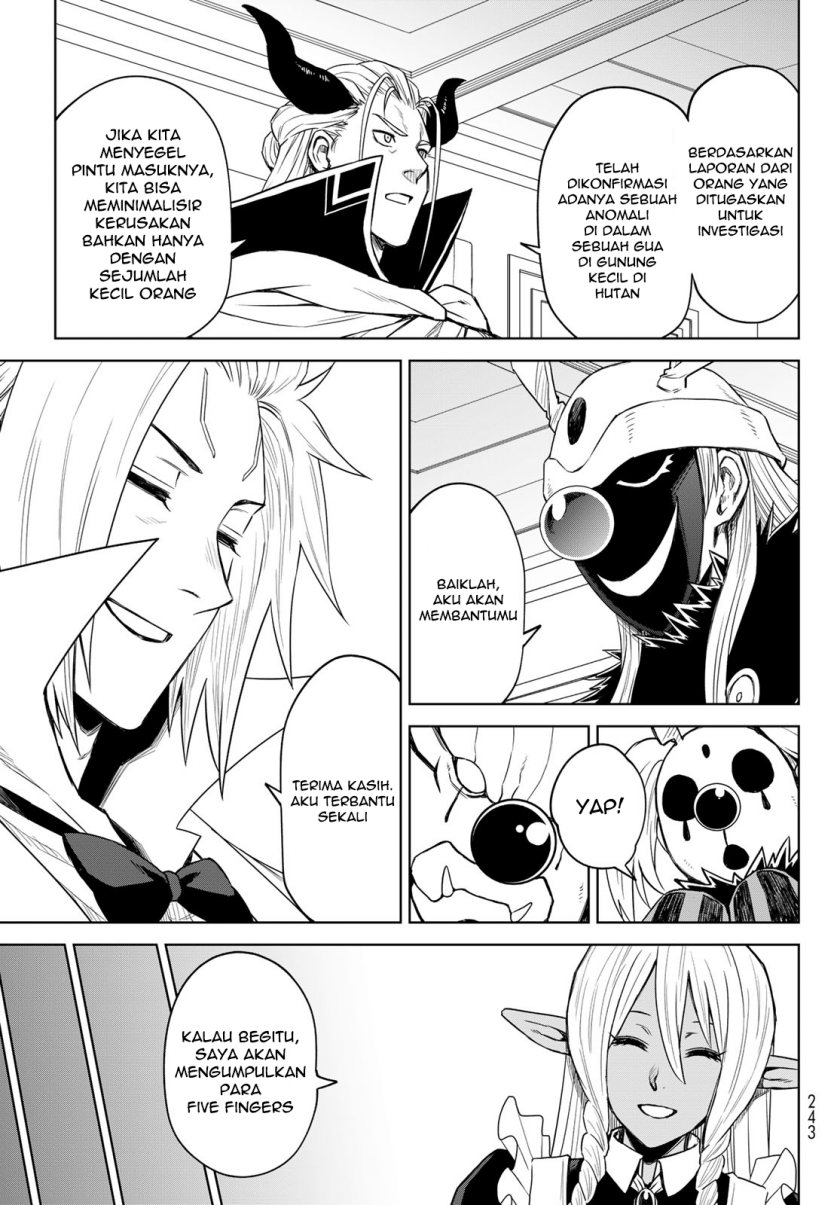 BERDASARKAN
LAPORAN DARI
ORANG YANG
DITUGASKAN
UNTUK
INVESTIGASI
TELAH
DIKONFIRMASI
ADANYA SEBUAH
ANOMALI
DI DALAM
SEBUAH GUA
DI GUNUNG
KECIL DI
HUTAN
JIKA KITA
MENYEGEL
PINTU MASUKNYA,
KITA BISA
MEMINIMALISIR
KERUSAKAN
BAHKAN HANYA
DENGAN
SEJUMLAH
KECIL ORANG
BAIKLAH,
AKU AKAN
MEMBANTUMU
TERIMA KASIH.
AKU TERBANTU
SEKALI
YAP!
KALAU BEGITU,
SAYA AKAN
MENGUMPULKAN
PARA
FIVE FINGERS
243